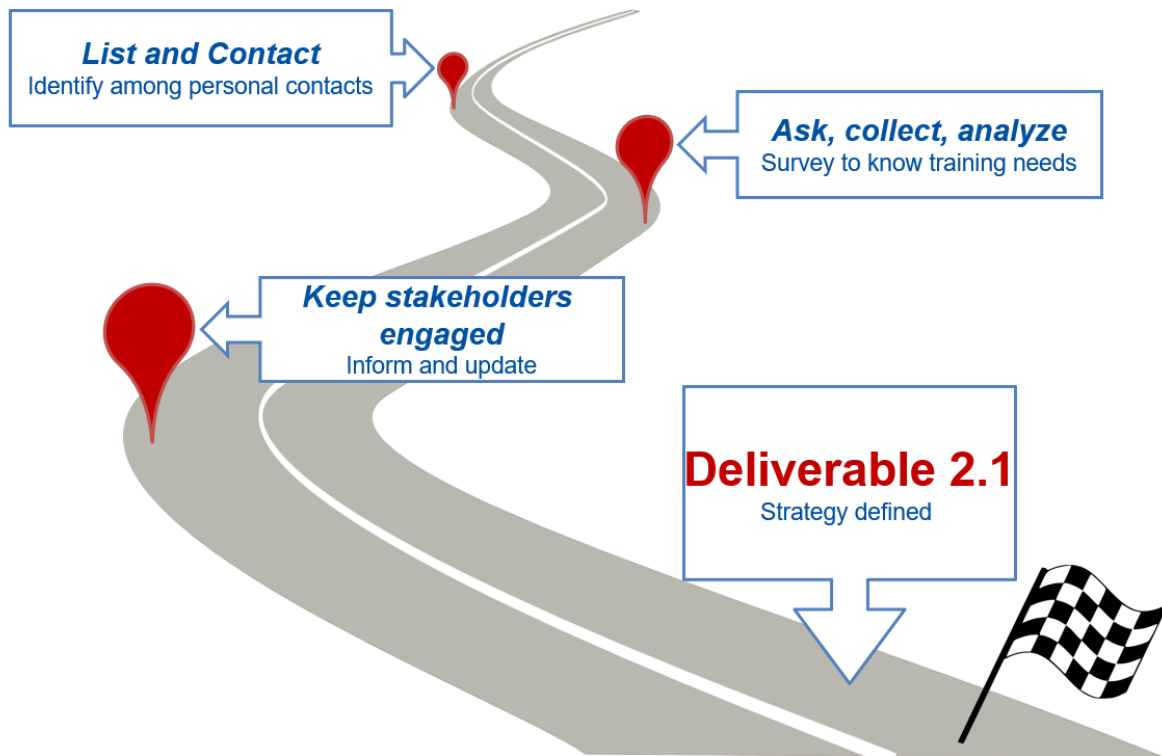 List and Contact
Identify among personal contacts
Ask, collect, analyze
Survey to know training needs
Keep stakeholders
engaged
Inform and update
Deliverable 2.1
Strategy defined